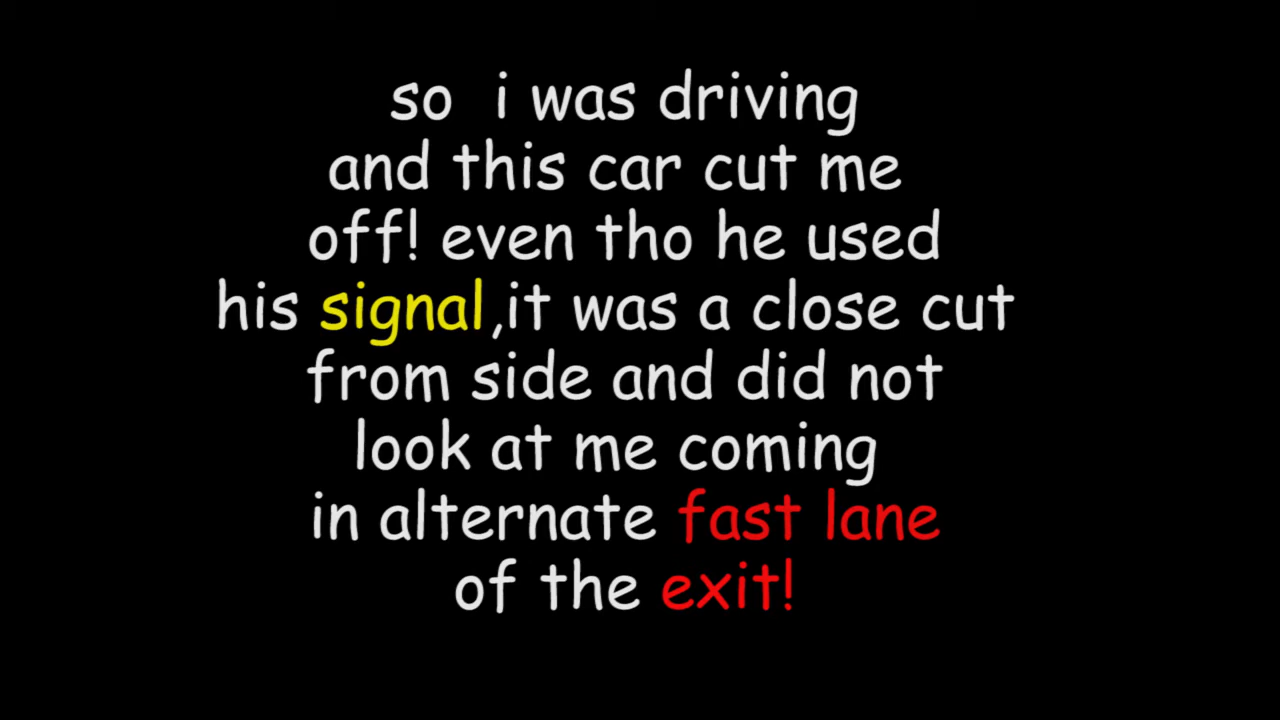 so  i was driving
and this car cut me
off! even tho he used
his signal,it was a close cut
from side and did not
look at me coming
in alternate fast lane
of the exit!